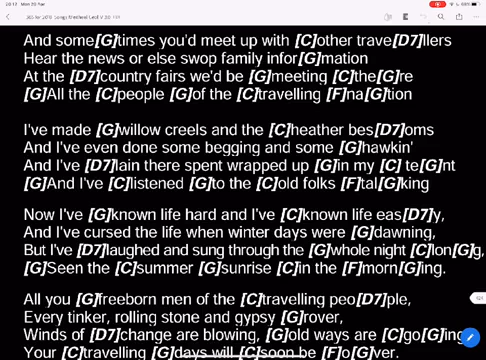 And some[G]times you'd meet up with [C]other trave[D7]llers
Hear the news or else swop family infor[G]mation
At the [D7]country fairs we'd be [G]meeting [C]the[G]re
[G]All the [C]people [G]of the [C]travelling [F]na[G]tion
I've made [G]willow creels and the [C]heather bes[D7]oms
And I've even done some begging and some [G]hawkin'
And I've [D7]lain there spent wrapped up [G]in my [C] te[G]nt
[G]And I've [C]listened [G]to the [C]old folks [F]tal[G]king
Now I've [G]known life hard and I've [C]known life eas[D7]y,
And I've cursed the life when winter days were [G]dawning,
But I've [D7]laughed and sung through the [G]whole night [C]lon[G]g,
[G]Seen the [C]summer [G]sunrise [C]in the [F]morn[G]ing.
All you [G]freeborn men of the [C]travelling peo[D7]ple,
Every tinker, rolling stone and gypsy [G]rover,
Winds of [D7]change are blowing, [G]old ways are [C]go[G]ing
Your [C]travelling [G]days will [C]soon be [F]o[G]ver.